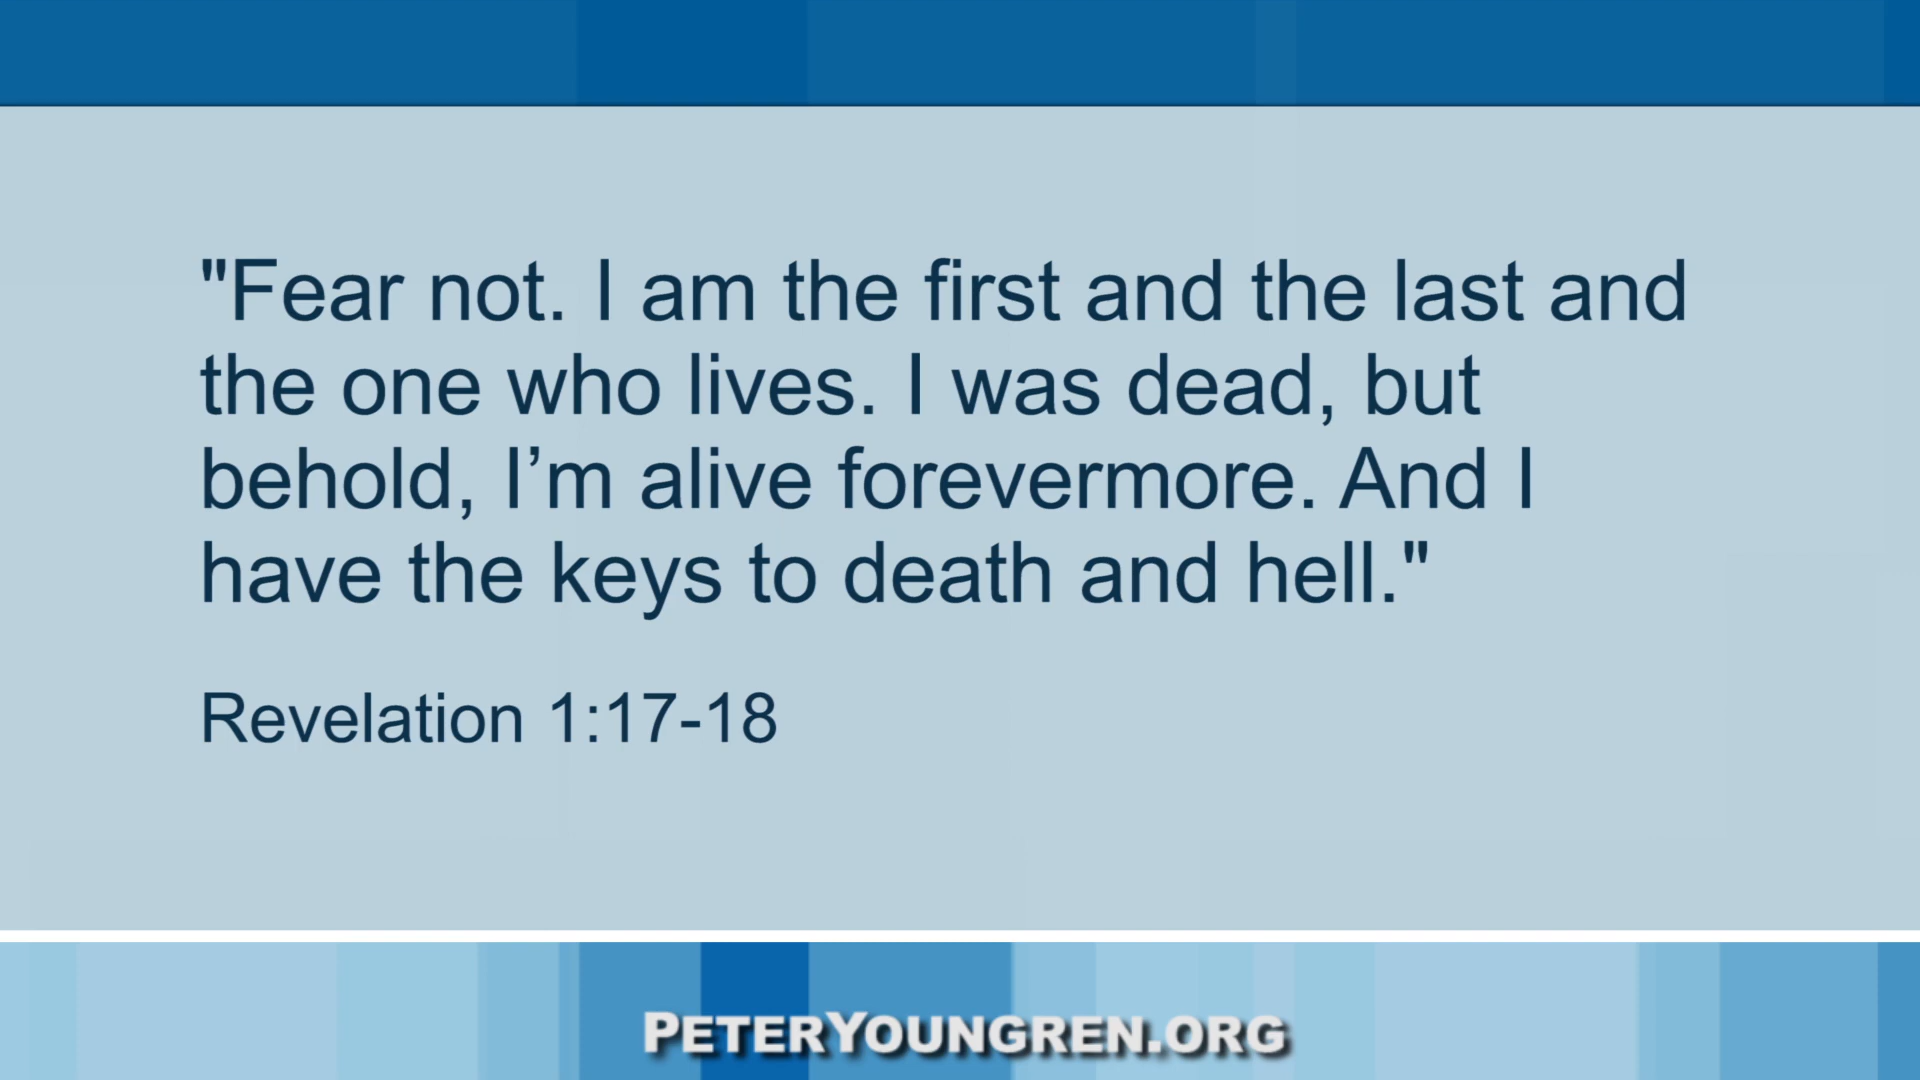 "Fear not. I am the first and the last and
the one who lives. I was dead, but
behold, I’m alive forevermore. And I
have the keys to death and hell."
Revelation 1:17-18
PETERYOUNGREN.ORG